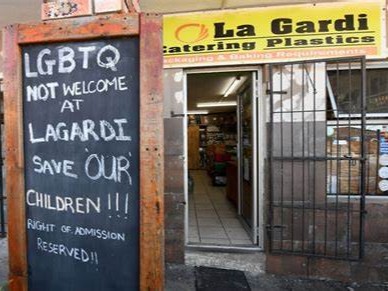 La Gardi
Catering Plastics
Packaging & Baking Requirements
LGBTQ
NOT WELCOME
AT
LAGARDI
SAVE OUR
CHILDREN!!!
RIGHT OF ADMISSION
RESERVED!!